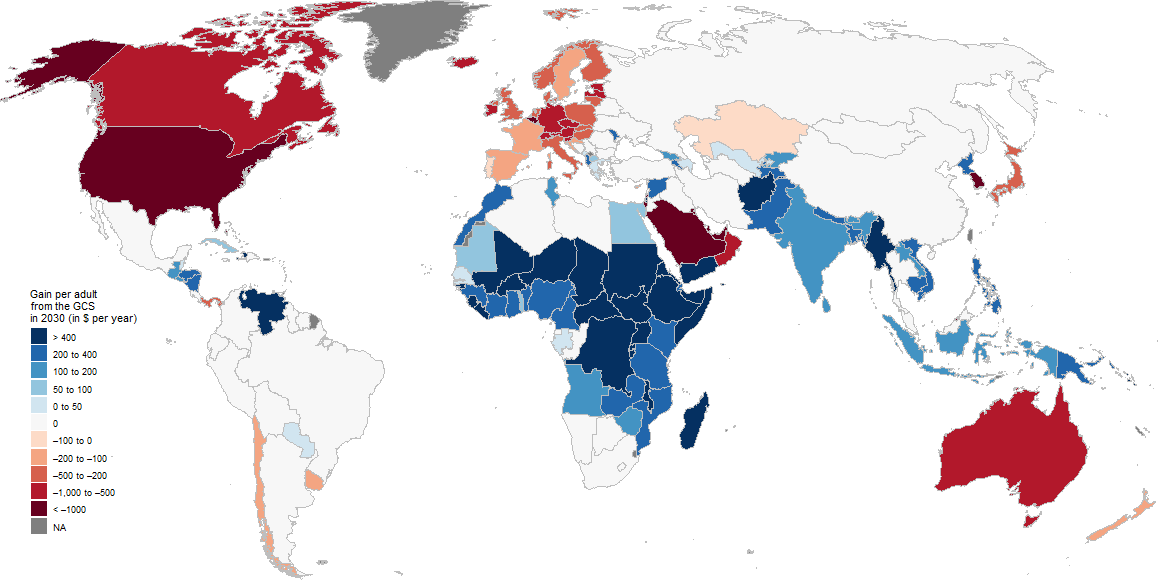 Gain per adult
from the GCS
in 2030 (in $ per year)
> 400
200 to 400
100 to 200
50 to 100
0 to 50
0
–100 to 0
–200 to –100
–500 to –200
–1,000 to –500
< –1000
NA